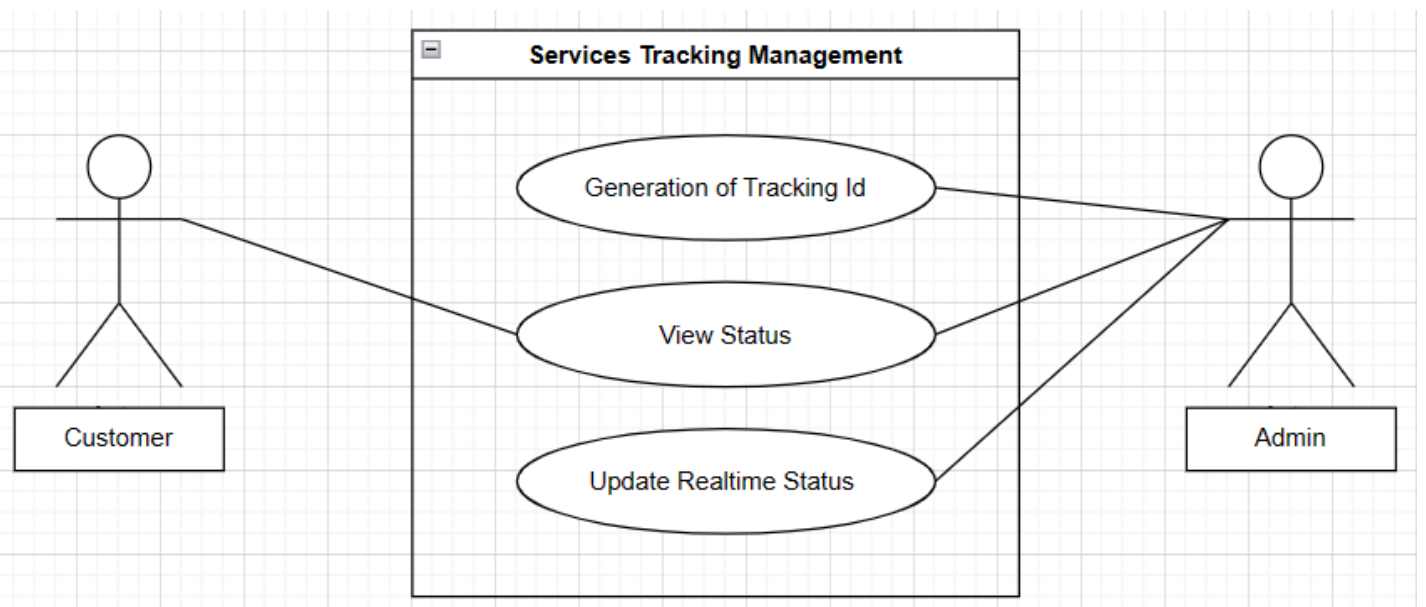 Services Tracking Management
Generation of Tracking Id
View Status
Update Realtime Status
Customer
Admin